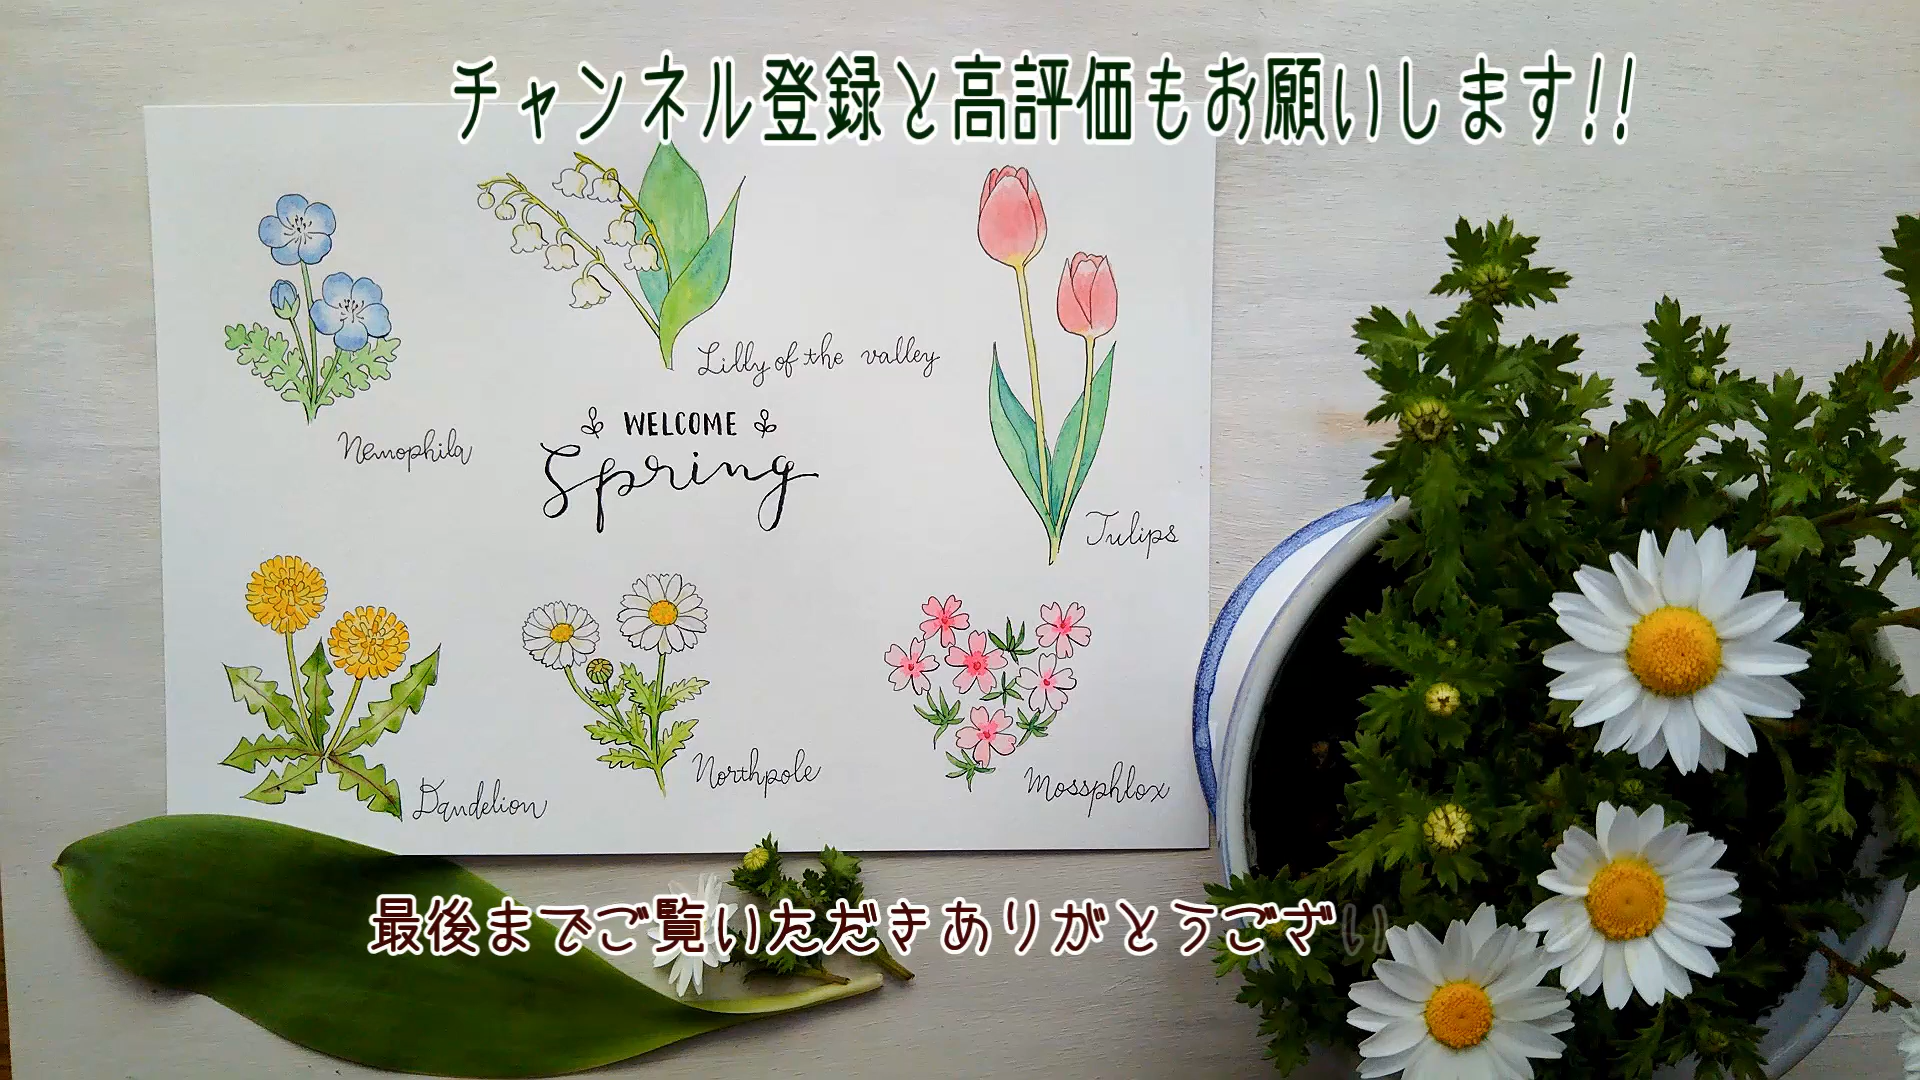 チャンネル登録と高評価もお願いします!!
Lilly of the valley
Nemophila
WELCOME
Spring
Tulips
Dandelion
Northpole
Mossphlox
最後までご覧いただきありがとうござい